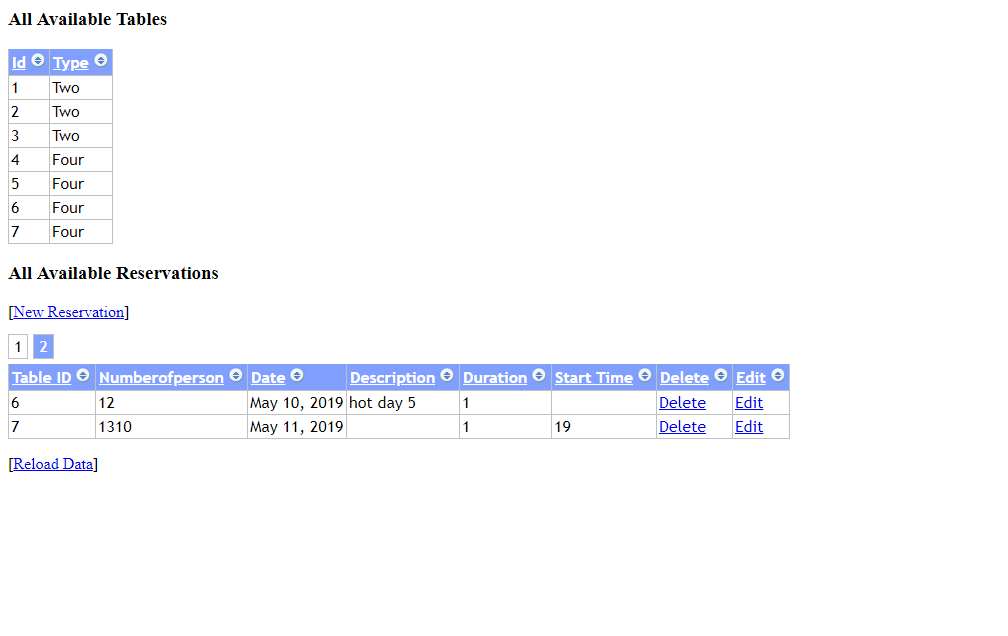 All Available Tables
Id Type
1 Two
2 Two
3 Two
4 Four
5 Four
6 Four
7 Four
All Available Reservations
[New Reservation]
1 2
Table ID Numberofperson Date Description Duration Start Time Delete Edit
6 12 May 10, 2019 hot day 5 1 Delete Edit
7 1310 May 11, 2019 1 19 Delete Edit
[Reload Data]